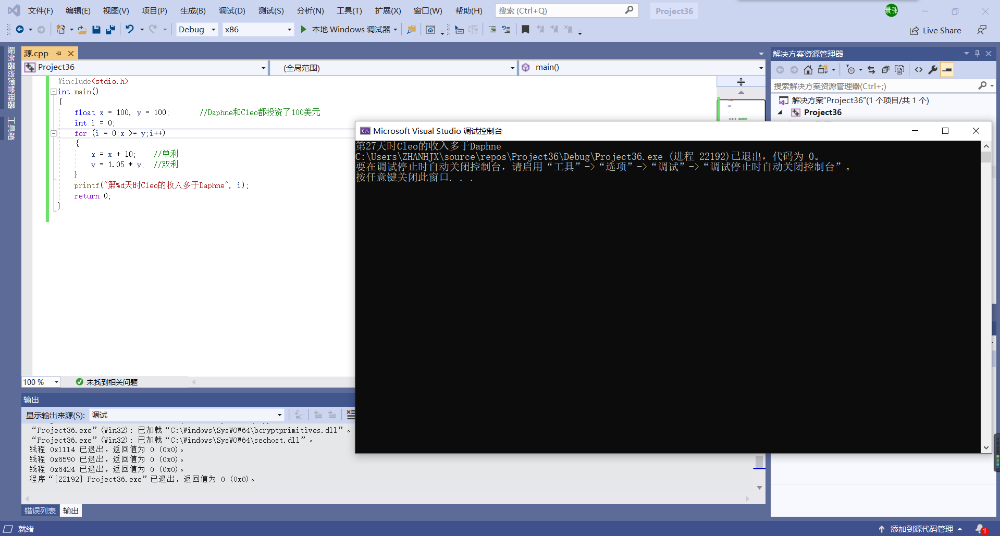 文件(F) 编辑(E) 视图(V) 项目(P) 生成(B) 调试(D) 测试(S) 分析(N) 工具(T) 扩展(X) 窗口(W) 帮助(H) 搜索 (Ctrl+Q) Project36 景张
Debug x86 本地 Windows 调试器 Live Share
服务器资源管理器
工具箱
源.cpp
Project36 (全局范围) main()
#include<stdio.h>
int main()
{
float x = 100, y = 100; //Daphne和Cleo都投资了100美元
int i = 0;
for (i = 0;x >= y;i++)
{
x = x + 10; //单利
y = 1.05 * y; //双利
}
printf("第%d天时Cleo的收入多于Daphne", i);
return 0;
}
100 % 未找到相关问题
解决方案资源管理器
搜索解决方案资源管理器(Ctrl+;)
解决方案"Project36"(1 个项目/共 1 个)
Project36
Microsoft Visual Studio 调试控制台
第27天时Cleo的收入多于Daphne
C:\Users\ZHANHJX\source\repos\Project36\Debug\Project36.exe (进程 22192)已退出，代码为 0。
要在调试停止时自动关闭控制台，请启用“工具”->“选项”->“调试”->“调试停止时自动关闭控制台”。
按任意键关闭此窗口. . .
输出
显示输出来源(S): 调试
“Project36.exe”(Win32): 已加载“C:\Windows\SysWOW64\bcryptprimitives.dll”。
“Project36.exe”(Win32): 已加载“C:\Windows\SysWOW64\sechost.dll”。
线程 0x1114 已退出，返回值为 0 (0x0)。
线程 0x6590 已退出，返回值为 0 (0x0)。
线程 0x6424 已退出，返回值为 0 (0x0)。
程序“[22192] Project36.exe”已退出，返回值为 0 (0x0)。
错误列表 输出
就绪 添加到源代码管理 1